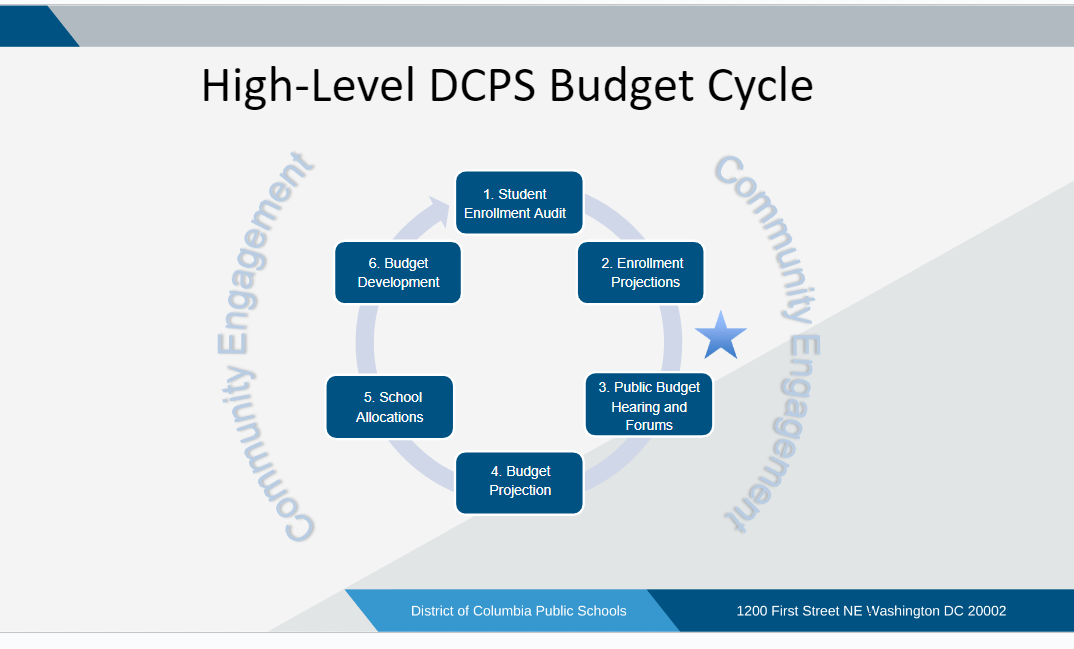 High-Level DCPS Budget Cycle
Community Engagement
Community Engagement
1. Student
Enrollment Audit
2. Enrollment
Projections
3. Public Budget
Hearing and
Forums
4. Budget
Projection
5. School
Allocations
6. Budget
Development
District of Columbia Public Schools
1200 First Street NE Washington DC 20002